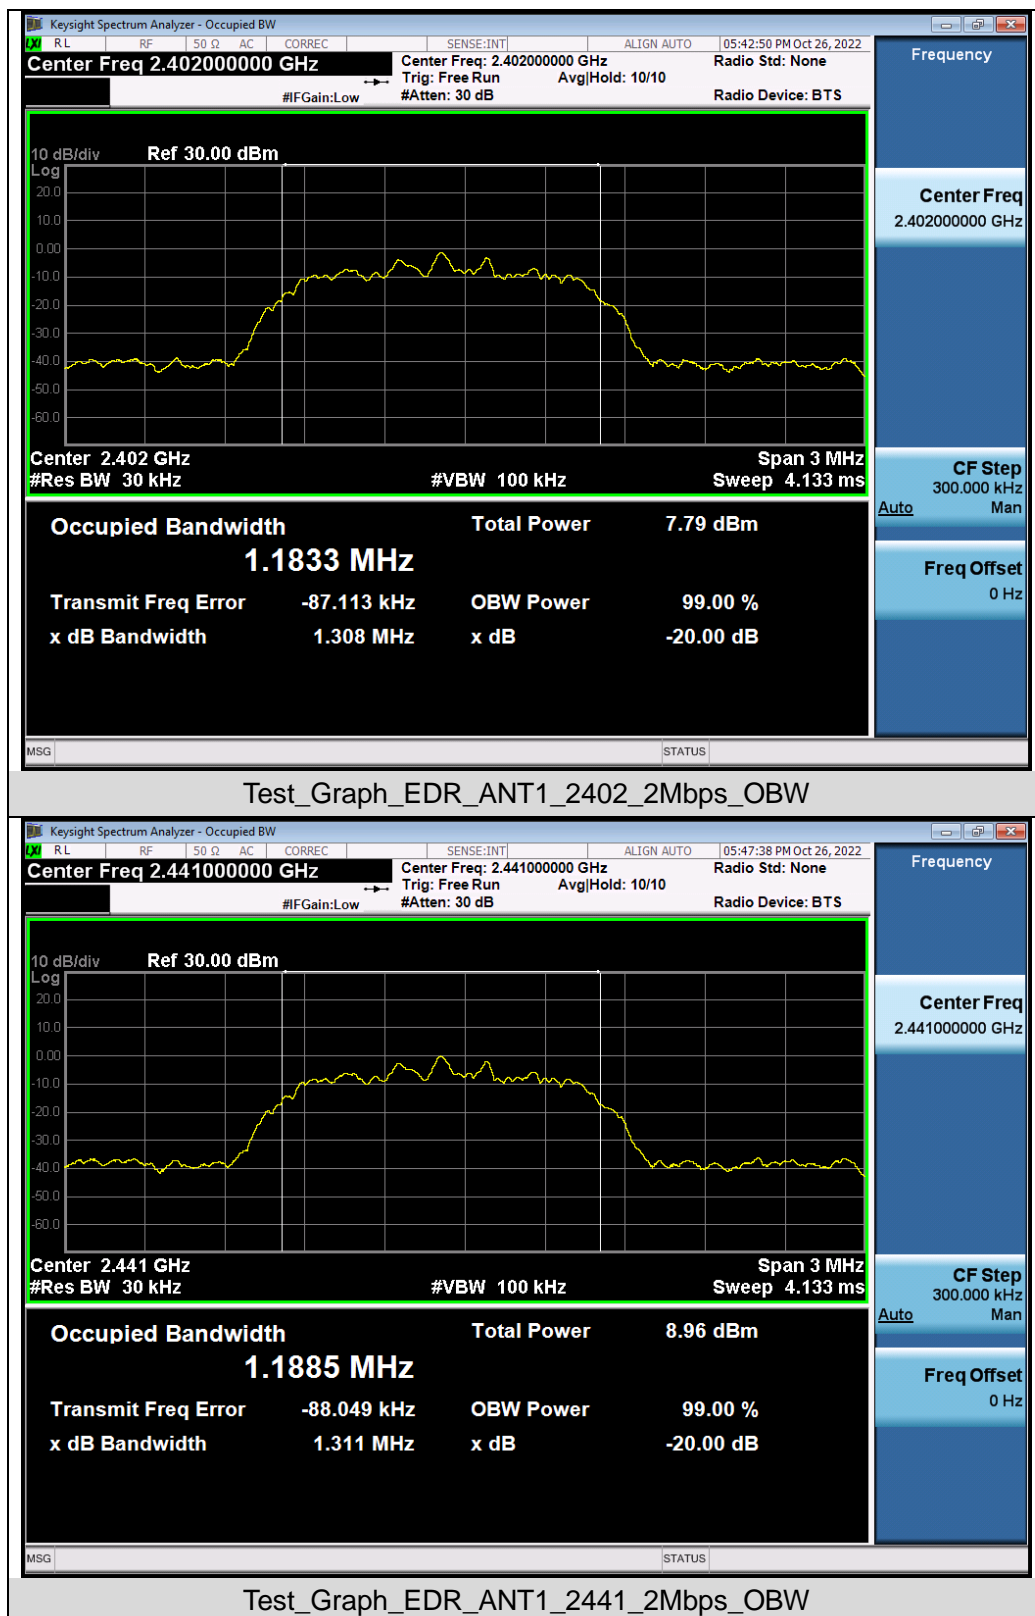 Keysight Spectrum Analyzer - Occupied BW
LXI RL RF 50 Ω AC CORREC SENSE:INT ALIGN AUTO 05:42:50 PM Oct 26, 2022
Center Freq 2.402000000 GHz
Center Freq: 2.402000000 GHz Radio Std: None
Trig: Free Run Avg|Hold: 10/10
#IFGain:Low #Atten: 30 dB Radio Device: BTS
Frequency
10 dB/div Ref 30.00 dBm
Log
20.0
10.0
0.00
-10.0
-20.0
-30.0
-40.0
-50.0
-60.0
Center 2.402 GHz Span 3 MHz
#Res BW 30 kHz #VBW 100 kHz Sweep 4.133 ms
Center Freq
2.402000000 GHz
CF Step
300.000 kHz
Auto Man
Freq Offset
0 Hz
Occupied Bandwidth Total Power 7.79 dBm
1.1833 MHz
Transmit Freq Error -87.113 kHz OBW Power 99.00 %
x dB Bandwidth 1.308 MHz x dB -20.00 dB
MSG STATUS
Test_Graph_EDR_ANT1_2402_2Mbps_OBW
Keysight Spectrum Analyzer - Occupied BW
LXI RL RF 50 Ω AC CORREC SENSE:INT ALIGN AUTO 05:47:38 PM Oct 26, 2022
Center Freq 2.441000000 GHz
Center Freq: 2.441000000 GHz Radio Std: None
Trig: Free Run Avg|Hold: 10/10
#IFGain:Low #Atten: 30 dB Radio Device: BTS
Frequency
10 dB/div Ref 30.00 dBm
Log
20.0
10.0
0.00
-10.0
-20.0
-30.0
-40.0
-50.0
-60.0
Center 2.441 GHz Span 3 MHz
#Res BW 30 kHz #VBW 100 kHz Sweep 4.133 ms
Center Freq
2.441000000 GHz
CF Step
300.000 kHz
Auto Man
Freq Offset
0 Hz
Occupied Bandwidth Total Power 8.96 dBm
1.1885 MHz
Transmit Freq Error -88.049 kHz OBW Power 99.00 %
x dB Bandwidth 1.311 MHz x dB -20.00 dB
MSG STATUS
Test_Graph_EDR_ANT1_2441_2Mbps_OBW